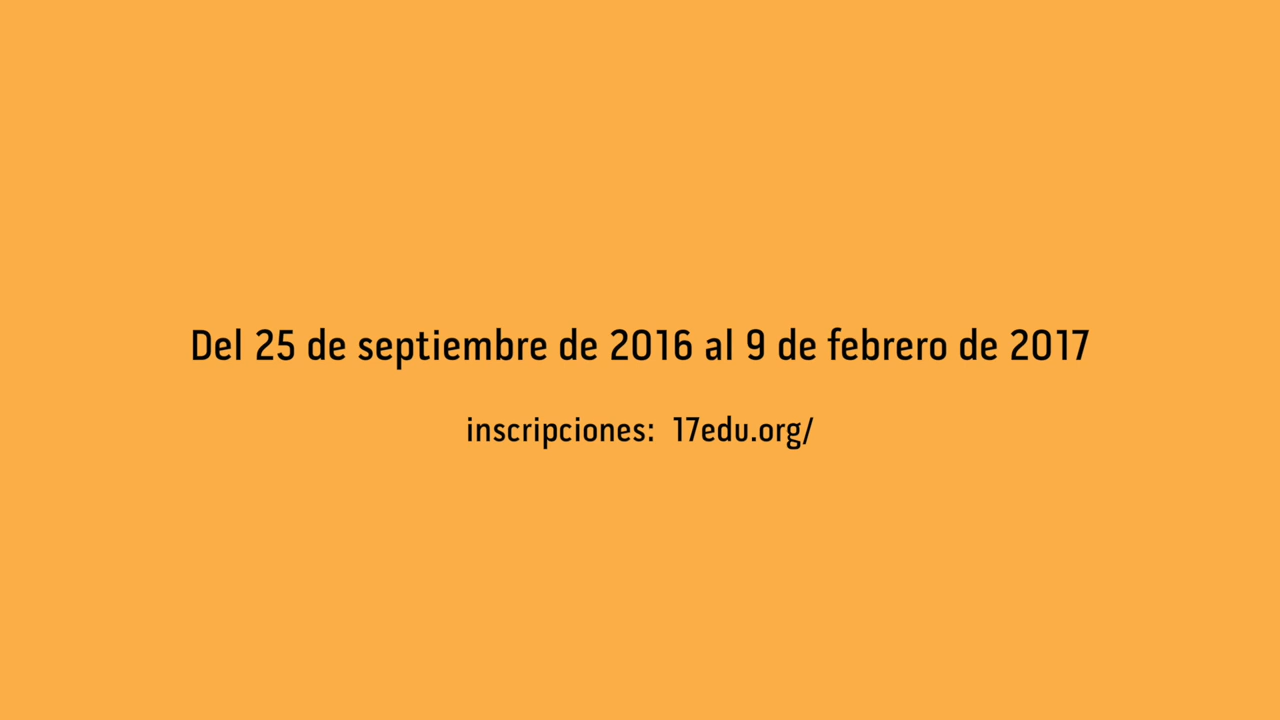 Del 25 de septiembre de 2016 al 9 de febrero de 2017
inscripciones: 17edu.org/